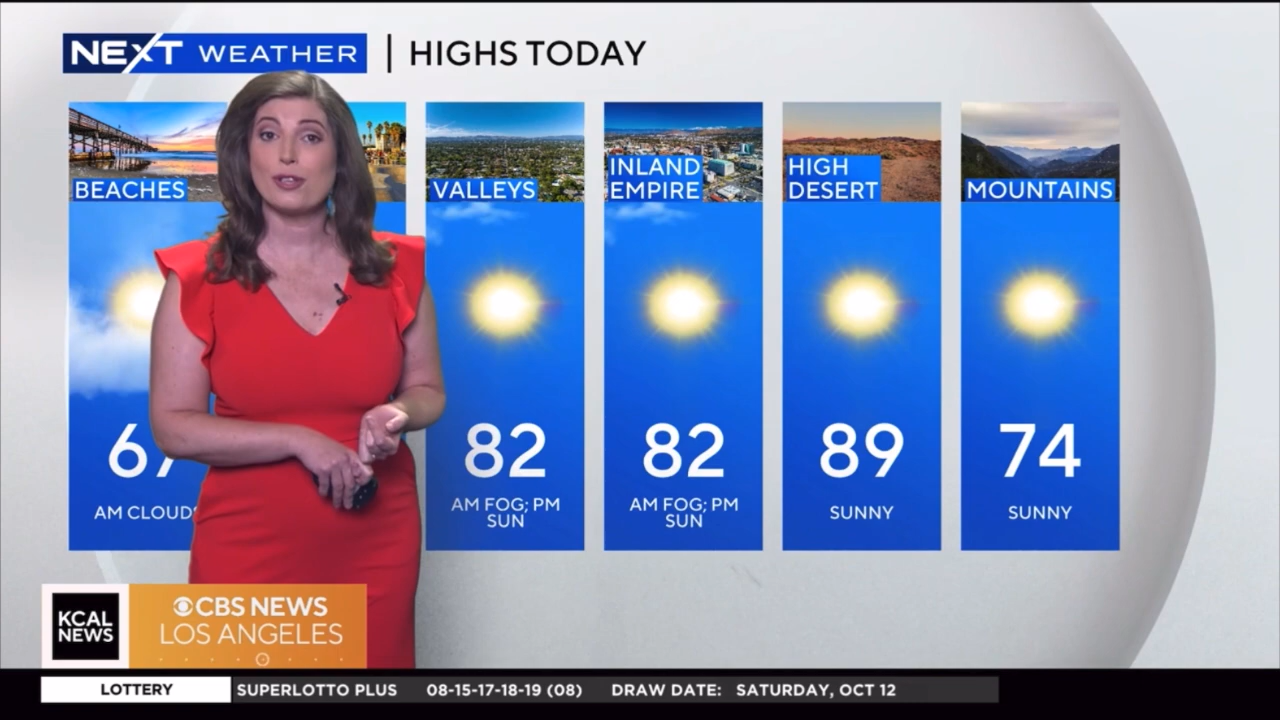 NEXT WEATHER | HIGHS TODAY
BEACHES
VALLEYS
INLAND
EMPIRE
HIGH
DESERT
MOUNTAINS
82
82
89
74
AM
AM FOG; PM
SUN
AM FOG; PM
SUN
SUNNY
SUNNY
KCAL
NEWS
CBS NEWS
LOS ANGELES
LOTTERY
SUPERLOTTO PLUS 08-15-17-18-19 (08) DRAW DATE: SATURDAY, OCT 12